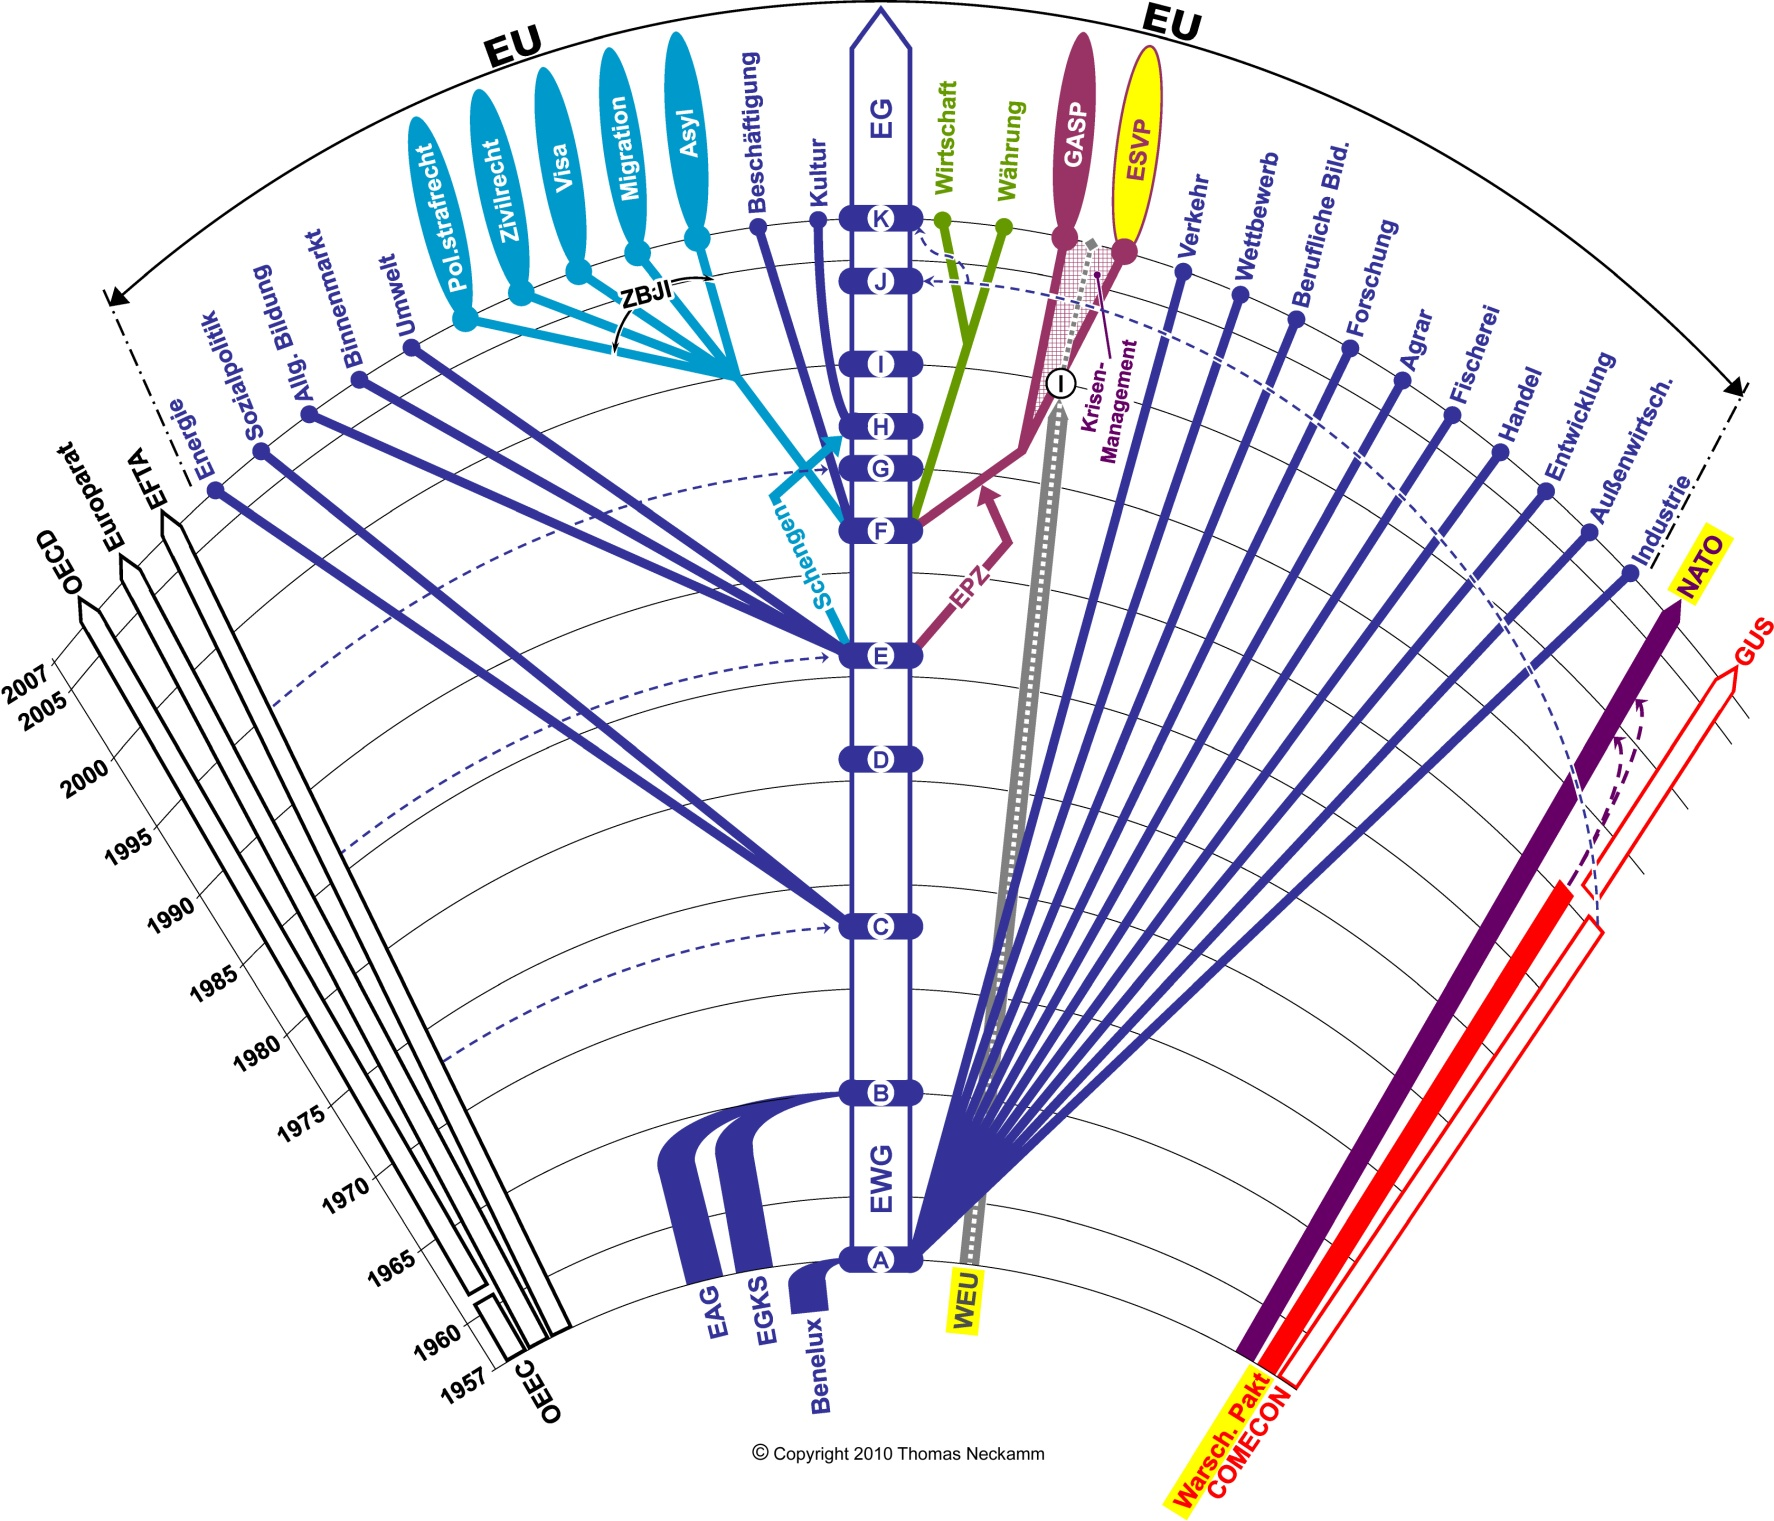 EU
EU
Pol.strafrecht
Zivilrecht
Visa
Migration
Asyl
Beschäftigung
Kultur
EG
Wirtschaft
Währung
GASP
ESVP
Verkehr
Wettbewerb
Berufliche Bild.
Forschung
Agrar
Fischerei
Handel
Entwicklung
Außenwirtsch.
Industrie
NATO
GUS
Umwelt
Binnenmarkt
Allg. Bildung
Sozialpolitik
Energie
EFTA
Europarat
OECD
ZBJI
Krisen-
Management
Schengen
EPZ
K
J
I
H
G
F
E
D
C
B
A
I
EWG
2007
2005
2000
1995
1990
1985
1980
1975
1970
1965
1960
1957
OEEC
EAG
EGKS
Benelux
WEU
Warsch. Pakt
COMECON
© Copyright 2010 Thomas Neckamm